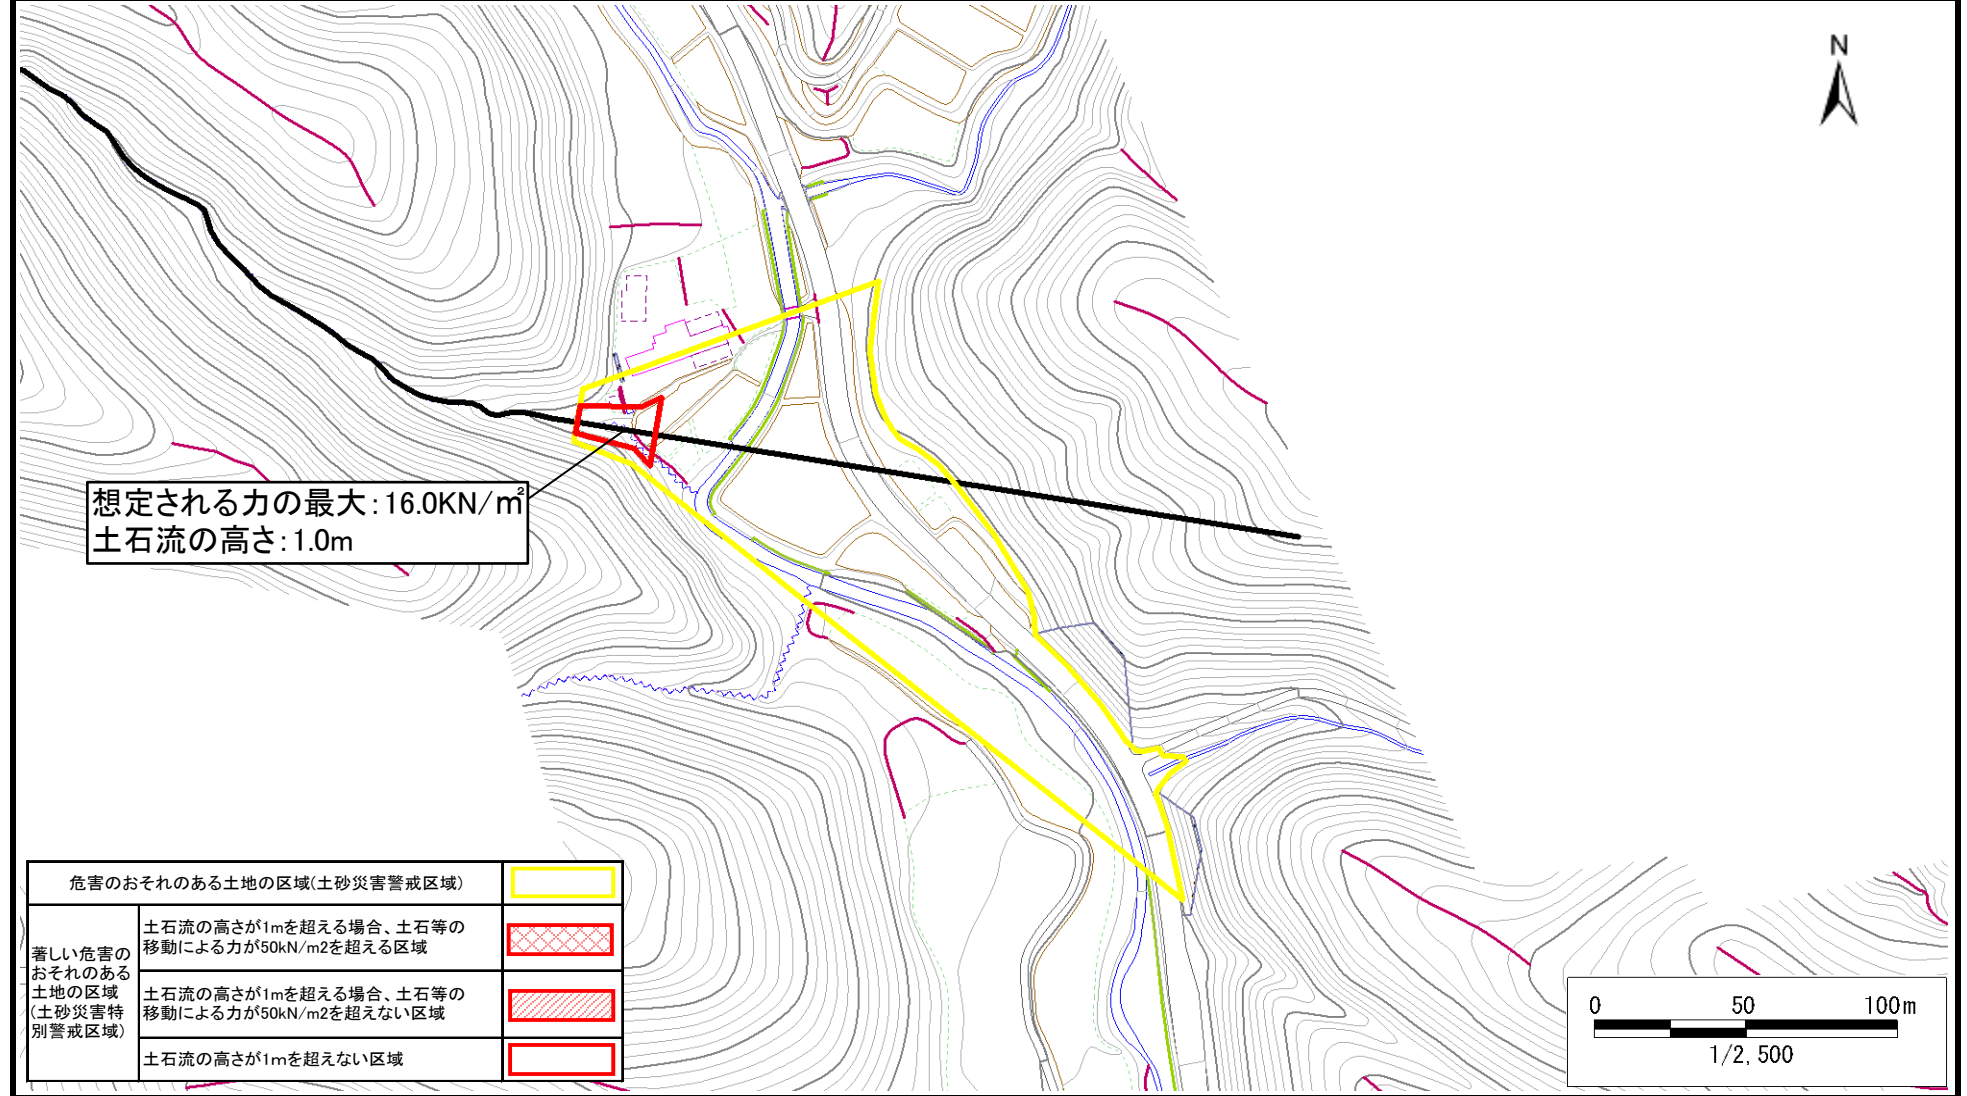 N
想定される力の最大：16.0KN/㎡
土石流の高さ：1.0m
危害のおそれのある土地の区域(土砂災害警戒区域)
著しい危害の
おそれのある
土地の区域
(土砂災害特
別警戒区域)
土石流の高さが1mを超える場合、土石等の
移動による力が50kN/m2を超える区域
土石流の高さが1mを超える場合、土石等の
移動による力が50kN/m2を超えない区域
土石流の高さが1mを超えない区域
0 50 100m
1/2,500